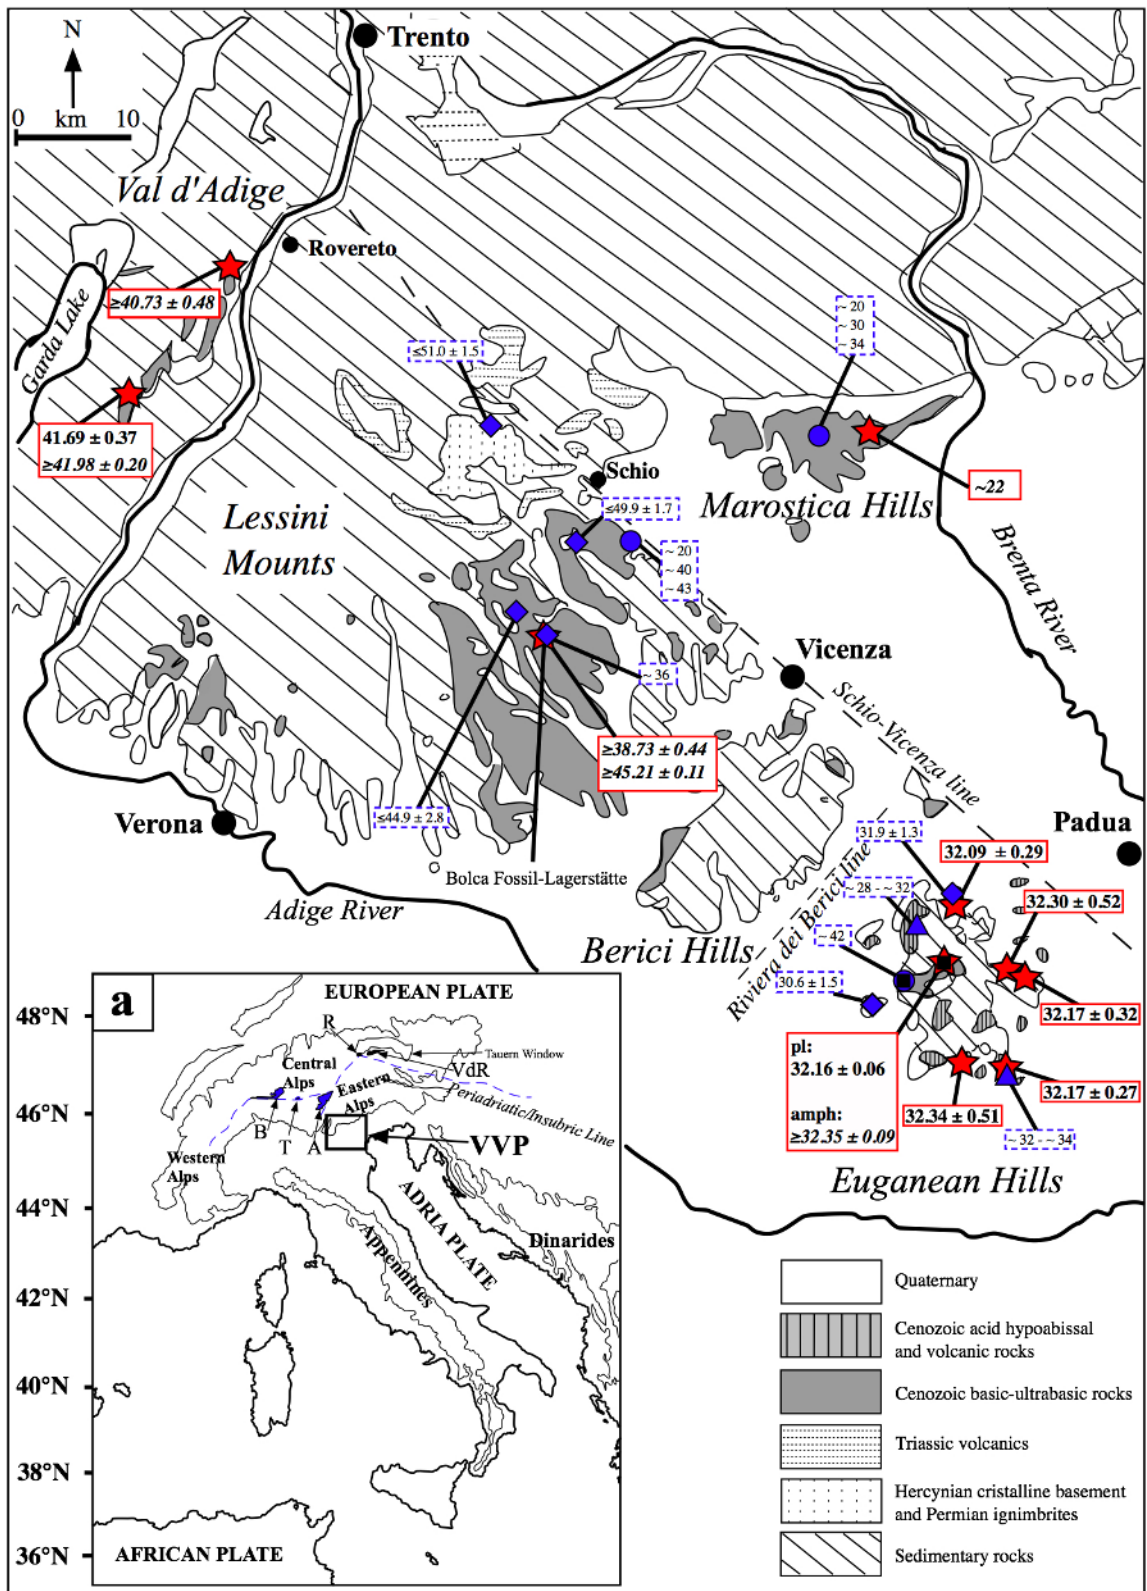 N
0 km 10
Trento
Val d'Adige
Rovereto
≥40.73 ± 0.48
Garda Lake
41.69 ± 0.37
≥41.98 ± 0.20
≤51.0 ± 1.5
~ 20
~ 30
~ 34
Schio
Marostica Hills
~22
Lessini
Mounts
≤49.9 ± 1.7
~ 20
~ 40
~ 43
Brenta River
Vicenza
~ 36
Schio-Vicenza line
≥38.73 ± 0.44
≥45.21 ± 0.11
≤44.9 ± 2.8
Verona
Bolca Fossil-Lagerstätte
Adige River
Padua
31.9 ± 1.3
32.09 ± 0.29
~ 28 - ~ 32
32.30 ± 0.52
Riviera dei Berici line
Berici Hills
~ 42
30.6 ± 1.5
32.17 ± 0.32
pl:
32.16 ± 0.06
amph:
≥32.35 ± 0.09
32.34 ± 0.51
32.17 ± 0.27
~ 32 - ~ 34
Euganean Hills
a
EUROPEAN PLATE
48°N
R
Tauern Window
Central
Alps
VdR
Eastern
Alps
46°N
Periadriatic/Insubric Line
B
T
A
VVP
Western
Alps
44°N
ADRIA PLATE
Appennines
Dinarides
42°N
40°N
38°N
36°N
AFRICAN PLATE
Quaternary
Cenozoic acid hypoabissal
and volcanic rocks
Cenozoic basic-ultrabasic rocks
Triassic volcanics
Hercynian cristalline basement
and Permian ignimbrites
Sedimentary rocks